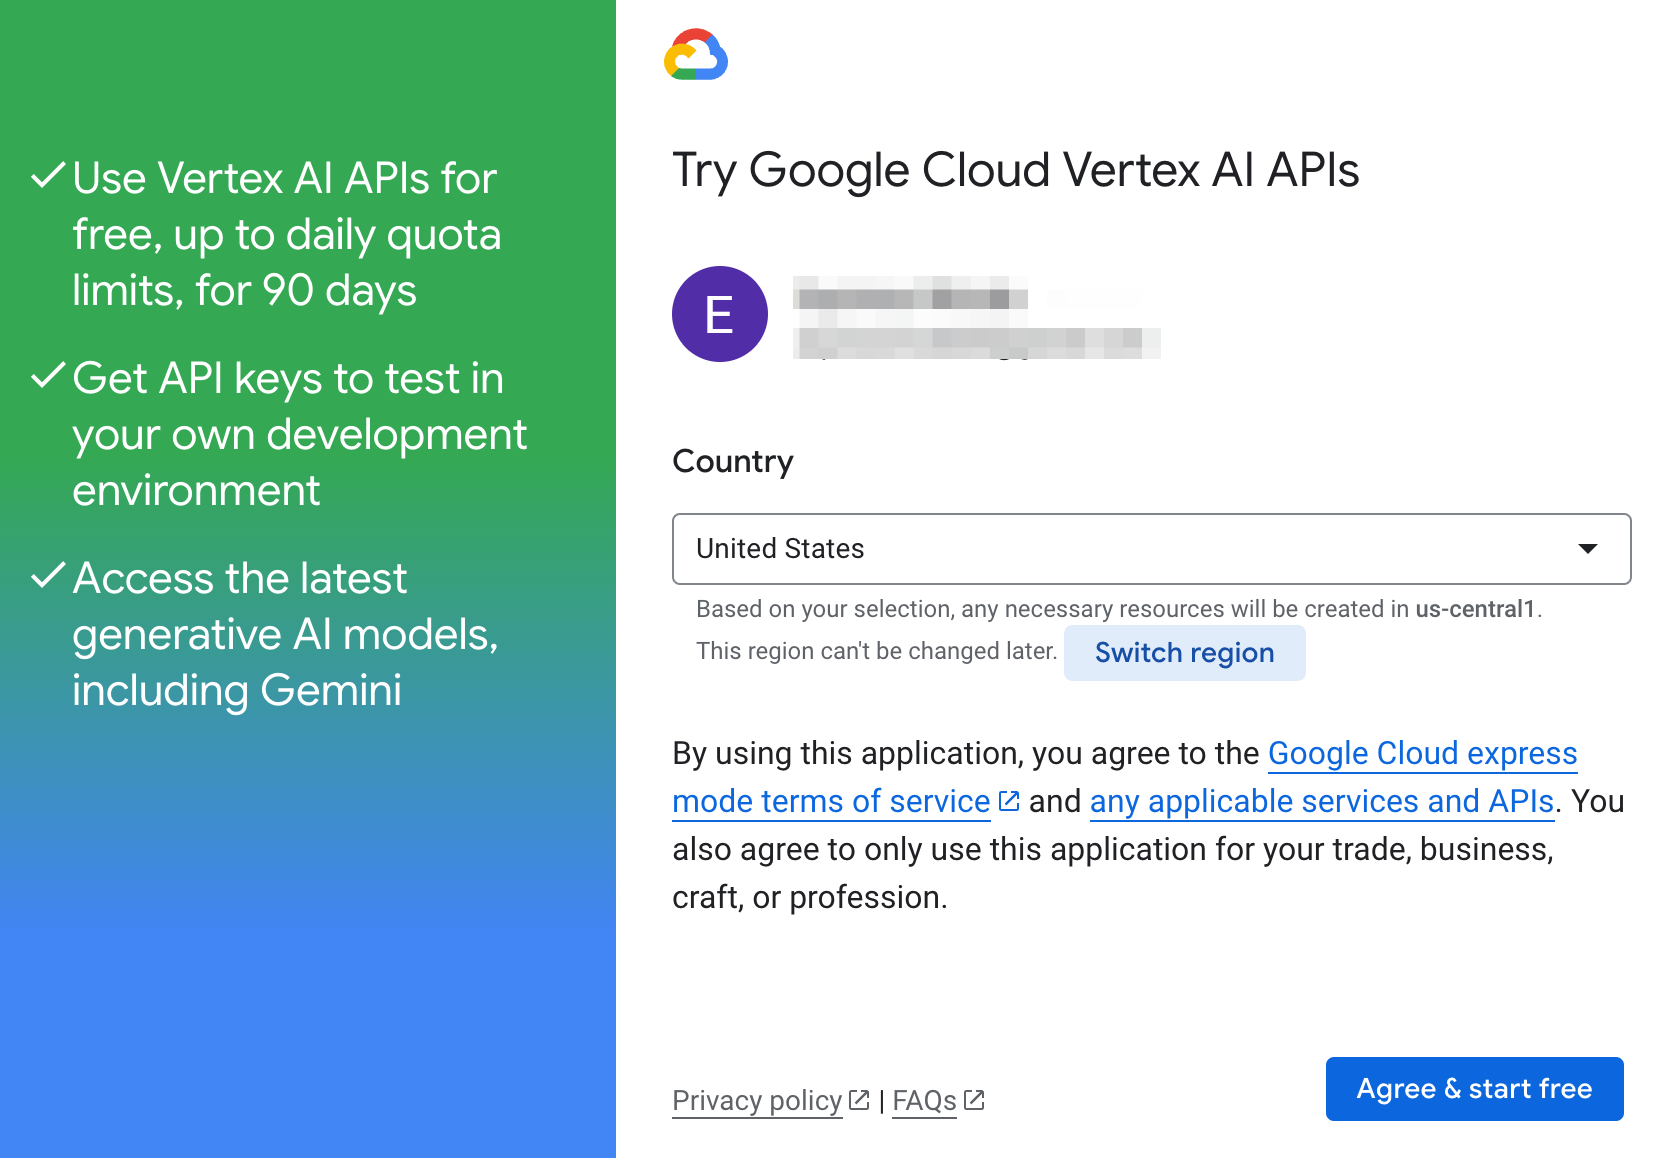 Use Vertex AI APIs for
free, up to daily quota
limits, for 90 days
Get API keys to test in
your own development
environment
Access the latest
generative AI models,
including Gemini
Try Google Cloud Vertex AI APIs
E
Country
United States
Based on your selection, any necessary resources will be created in us-central1.
This region can't be changed later. Switch region
By using this application, you agree to the Google Cloud express
mode terms of service and any applicable services and APIs. You
also agree to only use this application for your trade, business,
craft, or profession.
Privacy policy | FAQs
Agree & start free